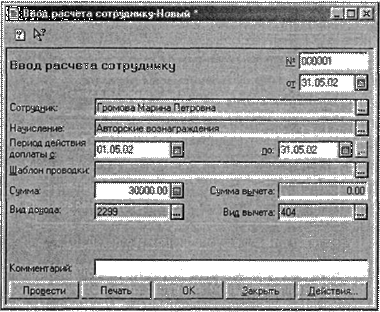 Ввод расчета сотруднику-Новый *
Ввод расчета сотруднику
№ 000001
от 31.05.02
Сотрудник: Громова Марина Петровна ...
Начисление: Авторские вознаграждения ...
Период действия
доплаты с: 01.05.02 по: 31.05.02 ...
Шаблон проводки: ...
Сумма: 30000.00 Сумма вычета: 0.00
Вид дохода: 2299 ... Вид вычета: 404 ...
Комментарий:
Провести Печать OK Закрыть Действия...